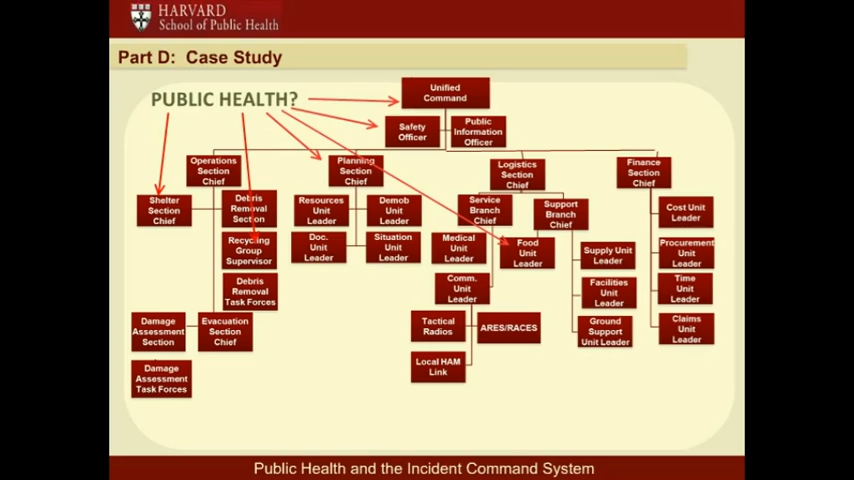 HARVARD
School of Public Health
Part D: Case Study
PUBLIC HEALTH?
Unified
Command
Safety
Officer
Public
Information
Officer
Operations
Section
Chief
Planning
Section
Chief
Logistics
Section
Chief
Finance
Section
Chief
Shelter
Section
Chief
Debris
Removal
Section
Recycling
Group
Supervisor
Debris
Removal
Task Forces
Damage
Assessment
Section
Evacuation
Section
Chief
Damage
Assessment
Task Forces
Resources
Unit
Leader
Demob
Unit
Leader
Doc.
Unit
Leader
Situation
Unit
Leader
Service
Branch
Chief
Support
Branch
Chief
Medical
Unit
Leader
Food
Unit
Leader
Comm.
Unit
Leader
Tactical
Radios
ARES/RACES
Local HAM
Link
Supply Unit
Leader
Facilities
Unit
Leader
Ground
Support
Unit Leader
Cost Unit
Leader
Procurement
Unit
Leader
Time
Unit
Leader
Claims
Unit
Leader
Public Health and the Incident Command System